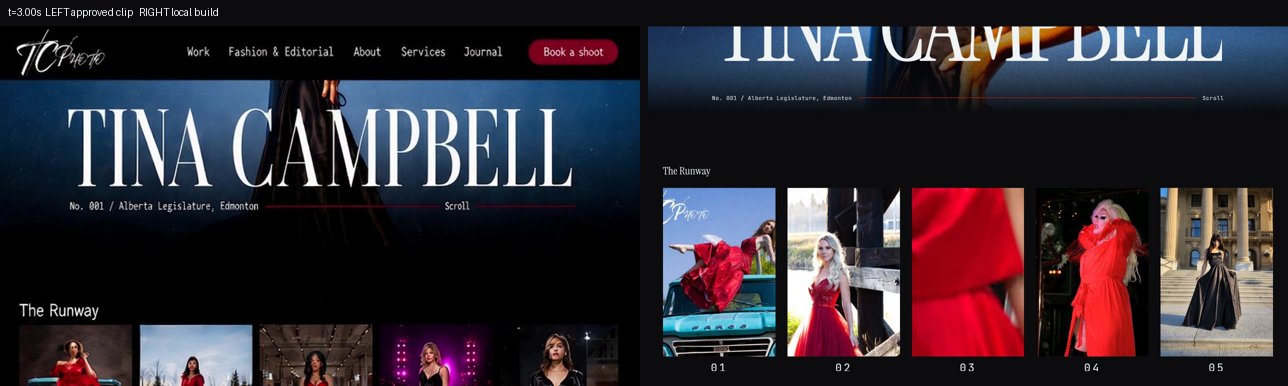 t=3.00s LEFT approved clip RIGHT local build
TCPhoto
Work Fashion & Editorial About Services Journal Book a shoot
TINA CAMPBELL
No. 001 / Alberta Legislature, Edmonton Scroll
The Runway
TINA CAMPBELL
No. 001 / Alberta Legislature, Edmonton Scroll
The Runway
CPhoto
01 02 03 04 05